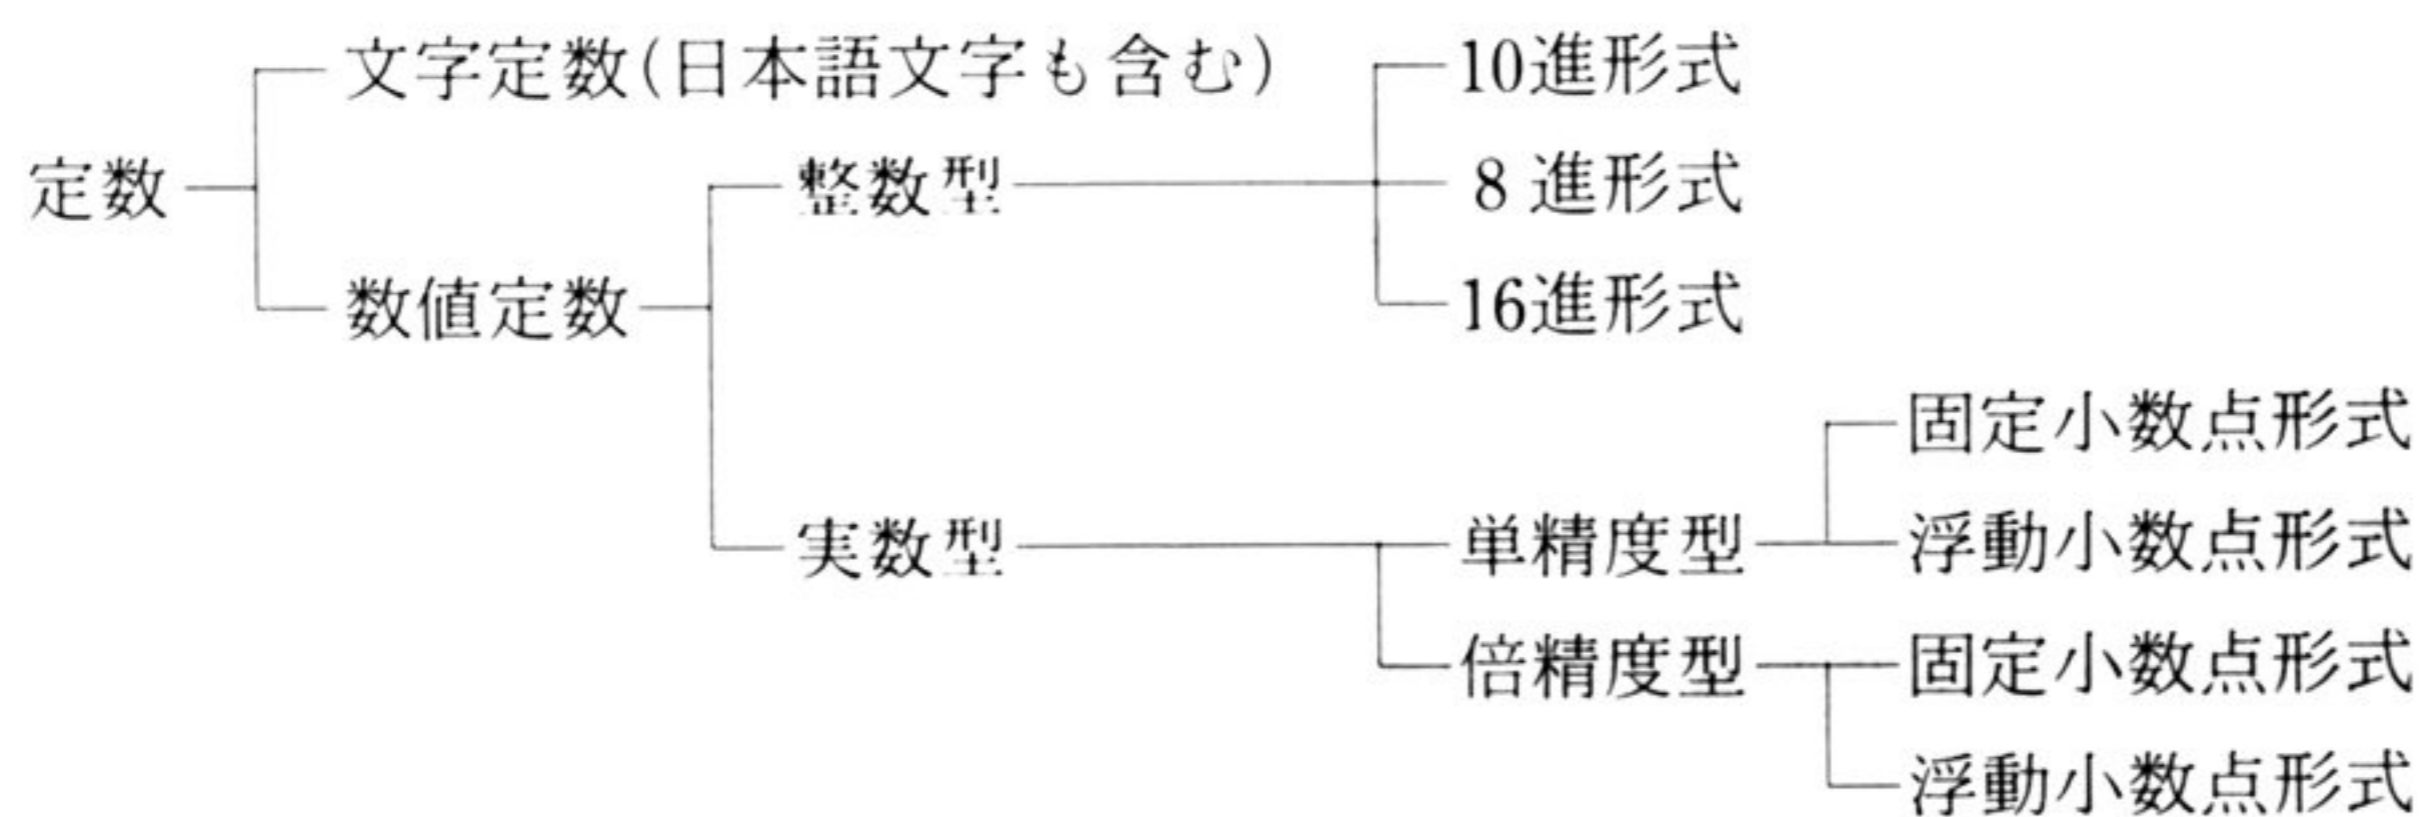 文字定数(日本語文字も含む)
10進形式
定数
整数型
8進形式
数値定数
16進形式
固定小数点形式
実数型
単精度型
浮動小数点形式
倍精度型
固定小数点形式
浮動小数点形式